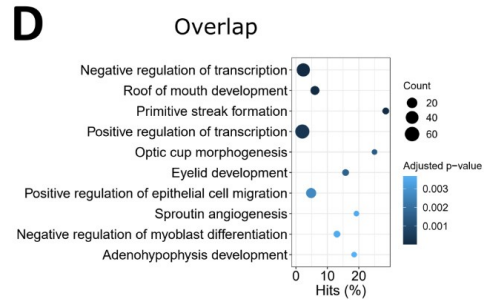 D
Overlap
Negative regulation of transcription
Roof of mouth development
Primitive streak formation
Positive regulation of transcription
Optic cup morphogenesis
Eyelid development
Positive regulation of epithelial cell migration
Sproutin angiogenesis
Negative regulation of myoblast differentiation
Adenohypophysis development
0 10 20
Hits (%)
Count
20
40
60
Adjusted p-value
0.003
0.002
0.001